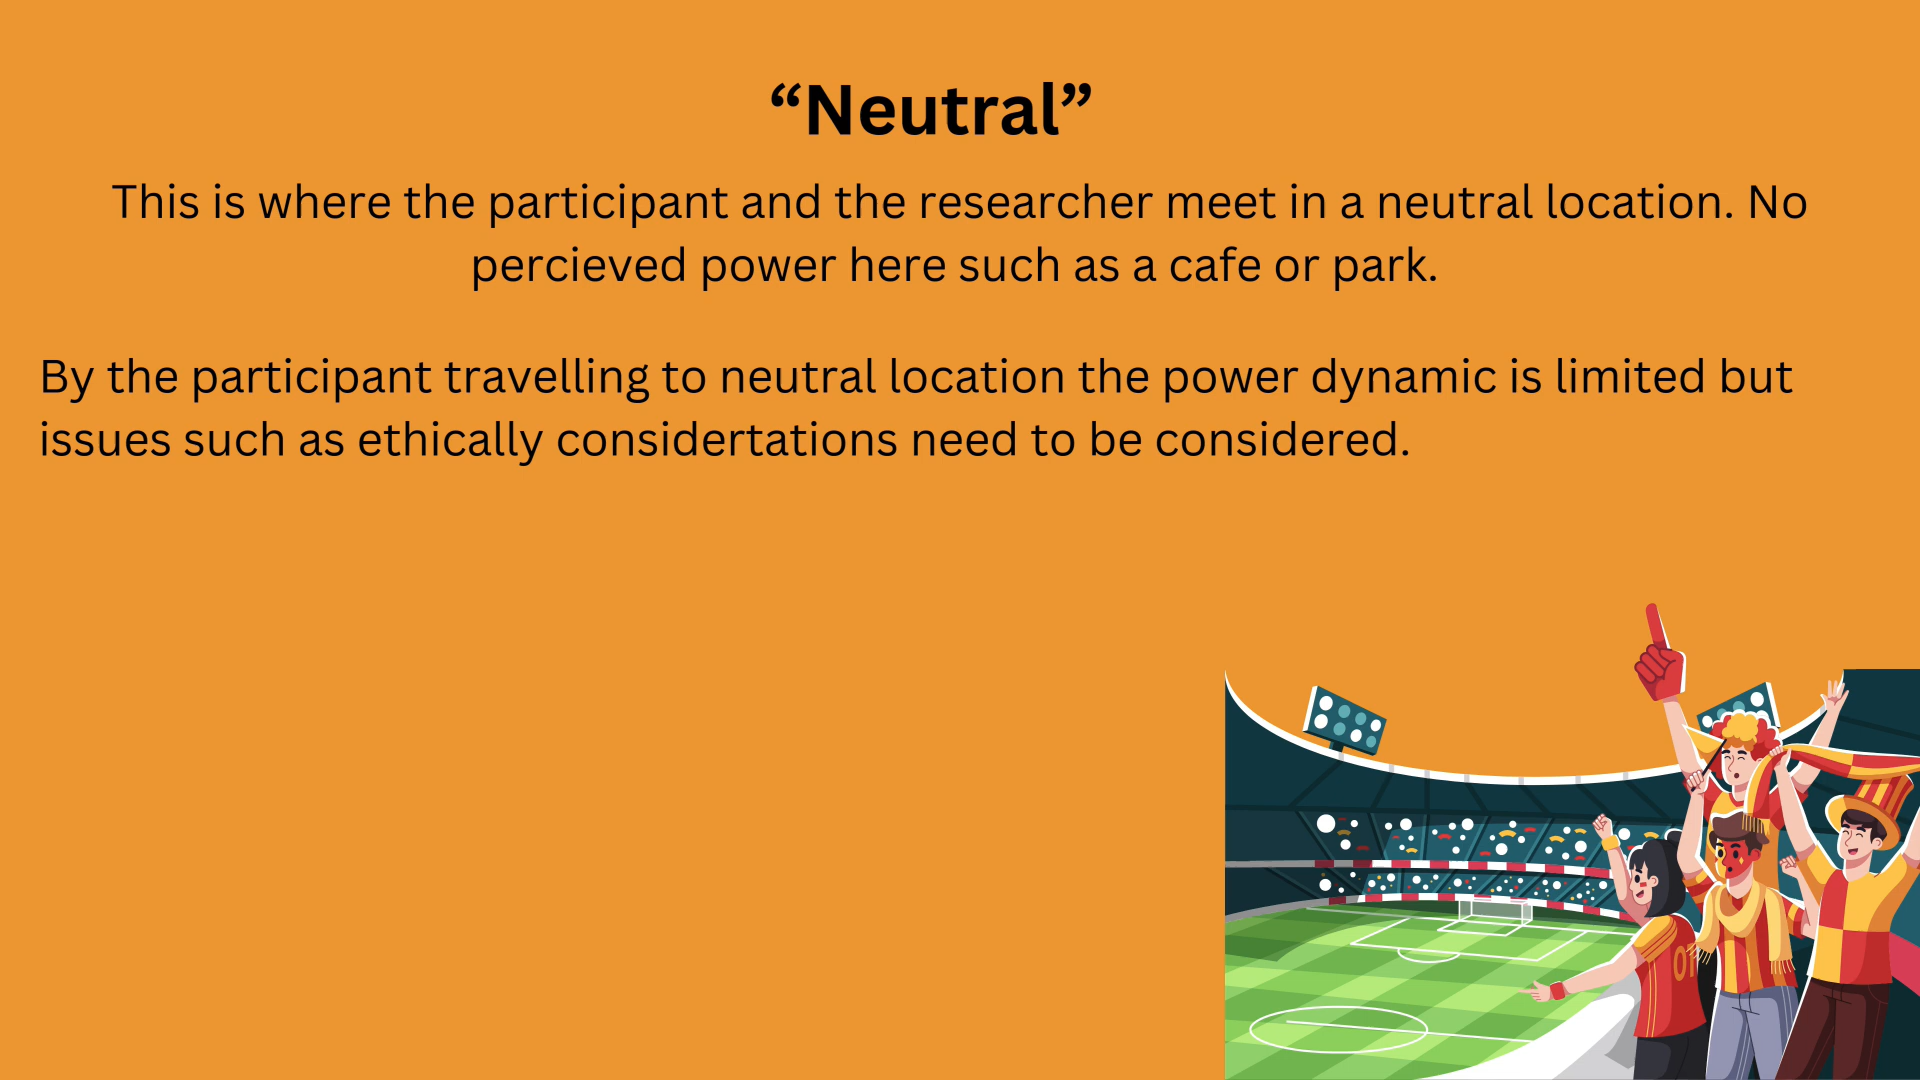 “Neutral”
This is where the participant and the researcher meet in a neutral location. No
percieved power here such as a cafe or park.
By the participant travelling to neutral location the power dynamic is limited but
issues such as ethically considertations need to be considered.
01